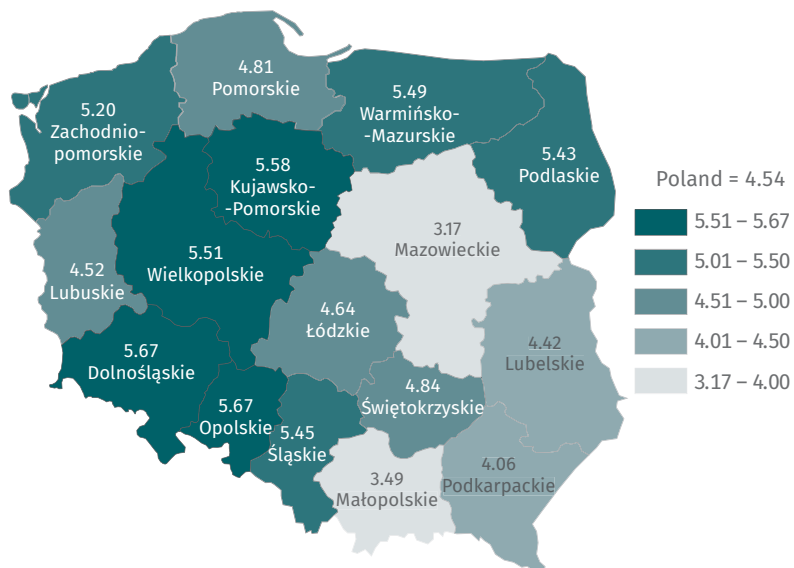 4.81
Pomorskie
5.20
Zachodnio-
pomorskie
5.49
Warmińsko-
-Mazurskie
5.43
Podlaskie
5.58
Kujawsko-
-Pomorskie
3.17
Mazowieckie
5.51
Wielkopolskie
4.52
Lubuskie
4.64
Łódzkie
4.42
Lubelskie
5.67
Dolnośląskie
5.67
Opolskie
5.45
Śląskie
4.84
Świętokrzyskie
3.49
Małopolskie
4.06
Podkarpackie
Poland = 4.54
5.51 – 5.67
5.01 – 5.50
4.51 – 5.00
4.01 – 4.50
3.17 – 4.00